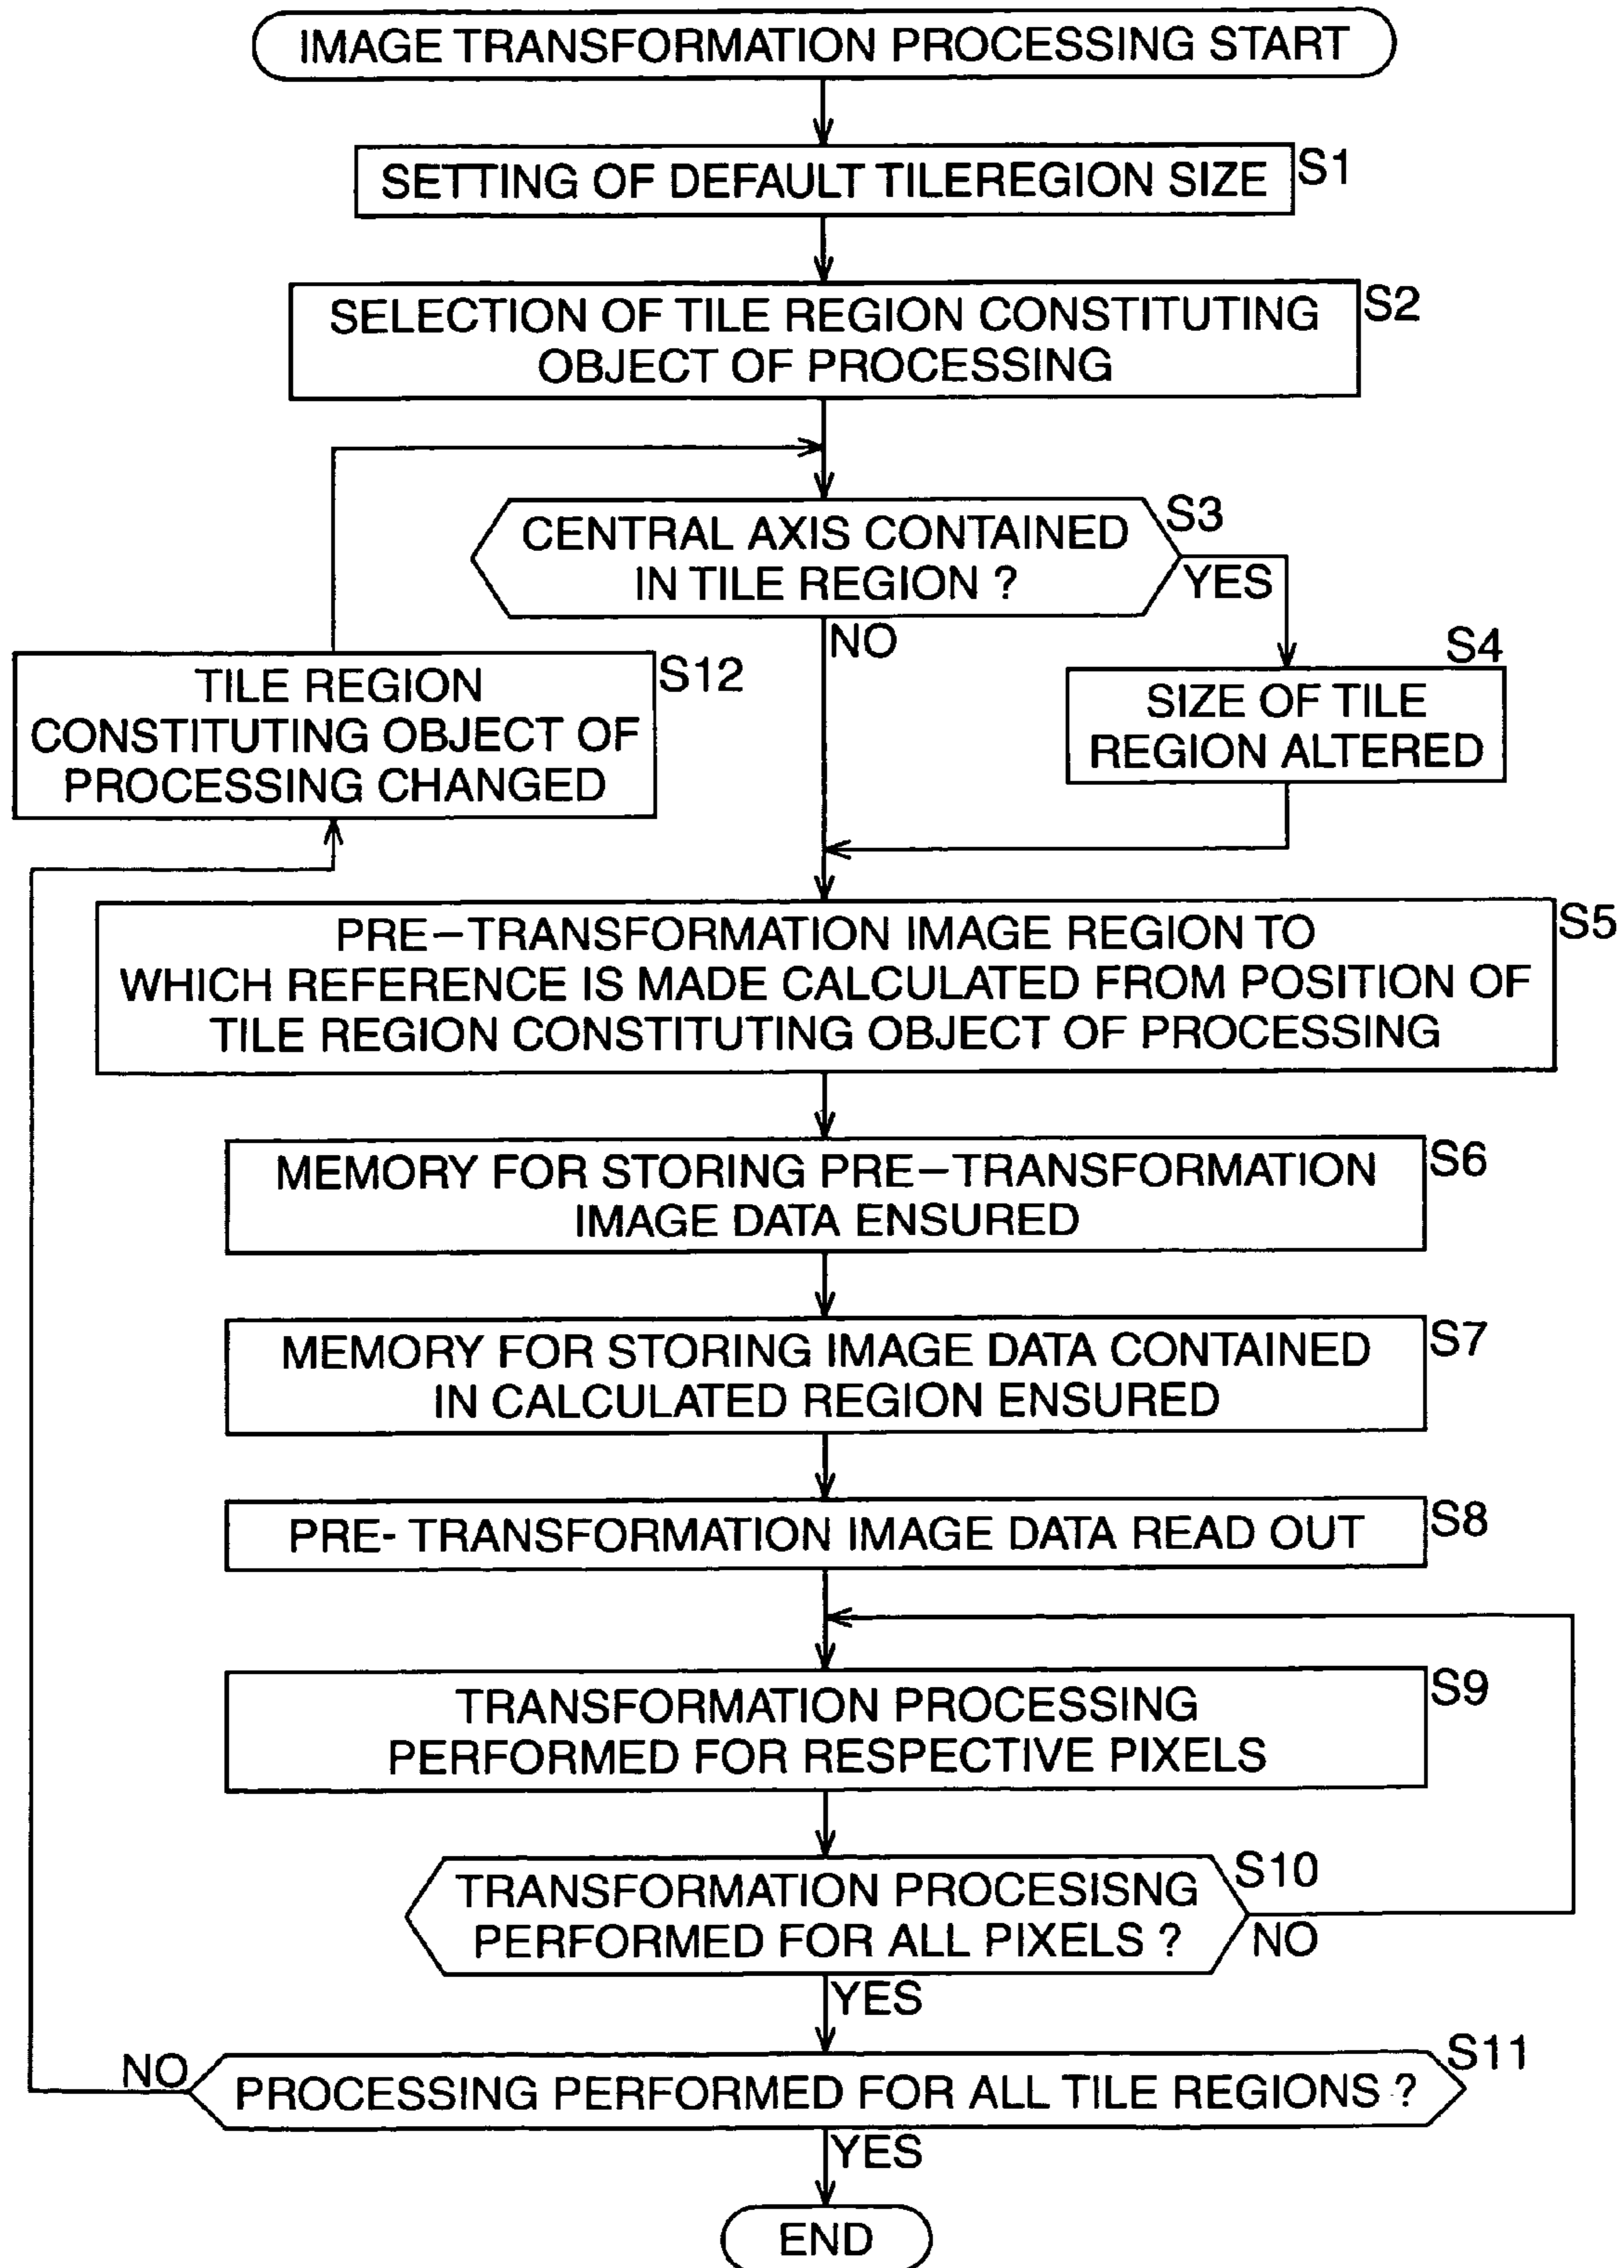 IMAGE TRANSFORMATION PROCESSING START
SETTING OF DEFAULT TILEREGION SIZE
S1
SELECTION OF TILE REGION CONSTITUTING
OBJECT OF PROCESSING
S2
CENTRAL AXIS CONTAINED
IN TILE REGION ?
S3
YES
NO
S4
SIZE OF TILE
REGION ALTERED
TILE REGION
CONSTITUTING OBJECT OF
PROCESSING CHANGED
S12
PRE-TRANSFORMATION IMAGE REGION TO
WHICH REFERENCE IS MADE CALCULATED FROM POSITION OF
TILE REGION CONSTITUTING OBJECT OF PROCESSING
S5
MEMORY FOR STORING PRE-TRANSFORMATION
IMAGE DATA ENSURED
S6
MEMORY FOR STORING IMAGE DATA CONTAINED
IN CALCULATED REGION ENSURED
S7
PRE- TRANSFORMATION IMAGE DATA READ OUT
S8
TRANSFORMATION PROCESSING
PERFORMED FOR RESPECTIVE PIXELS
S9
TRANSFORMATION PROCESISNG
PERFORMED FOR ALL PIXELS ?
S10
NO
YES
NO
PROCESSING PERFORMED FOR ALL TILE REGIONS ?
S11
YES
END